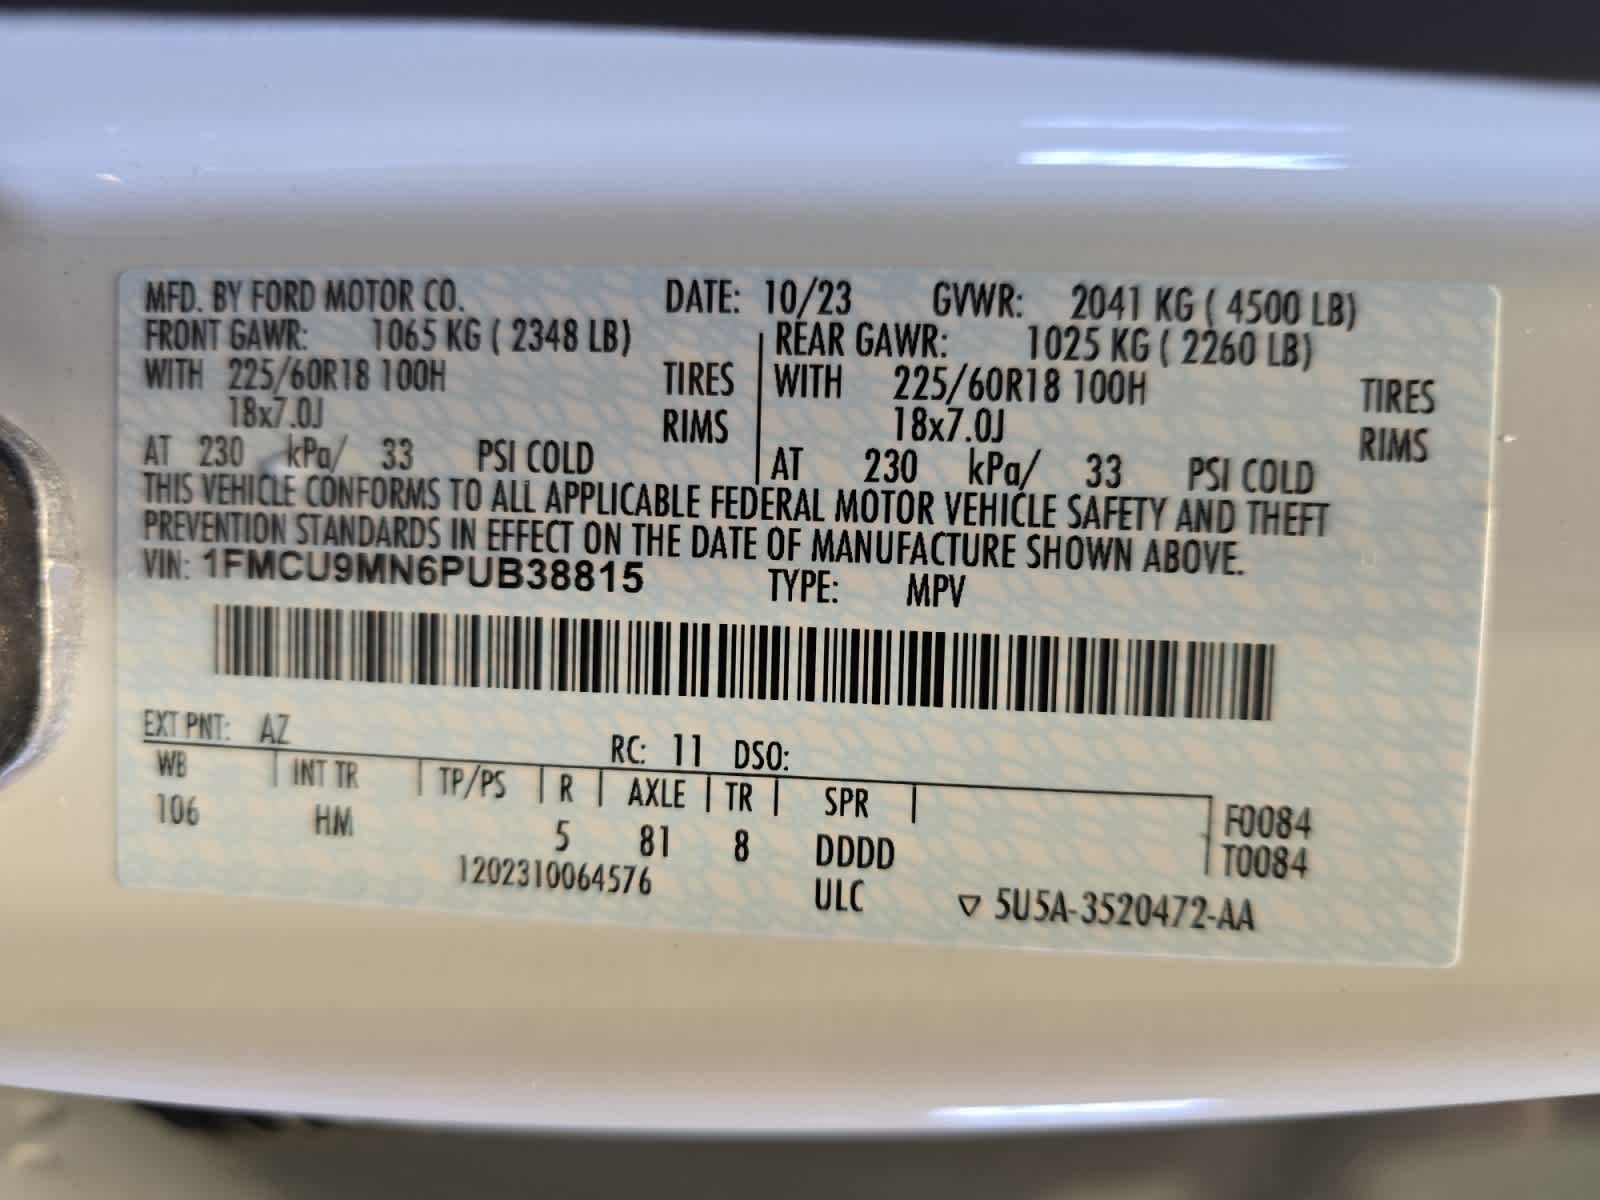 MFD. BY FORD MOTOR CO. DATE: 10/23 GVWR: 2041 KG ( 4500 LB)
FRONT GAWR: 1065 KG ( 2348 LB) REAR GAWR: 1025 KG ( 2260 LB)
WITH 225/60R18 100H TIRES WITH 225/60R18 100H TIRES
18x7.0J RIMS 18x7.0J RIMS
AT 230 kPa/ 33 PSI COLD AT 230 kPa/ 33 PSI COLD
THIS VEHICLE CONFORMS TO ALL APPLICABLE FEDERAL MOTOR VEHICLE SAFETY AND THEFT
PREVENTION STANDARDS IN EFFECT ON THE DATE OF MANUFACTURE SHOWN ABOVE.
VIN: 1FMCU9MN6PUB38815 TYPE: MPV
EXT PNT: AZ RC: 11 DSO:
WB INT TR TP/PS R AXLE TR SPR F0084
106 HM 5 81 8 DDDD T0084
1202310064576 ULC ▽ 5U5A-3520472-AA